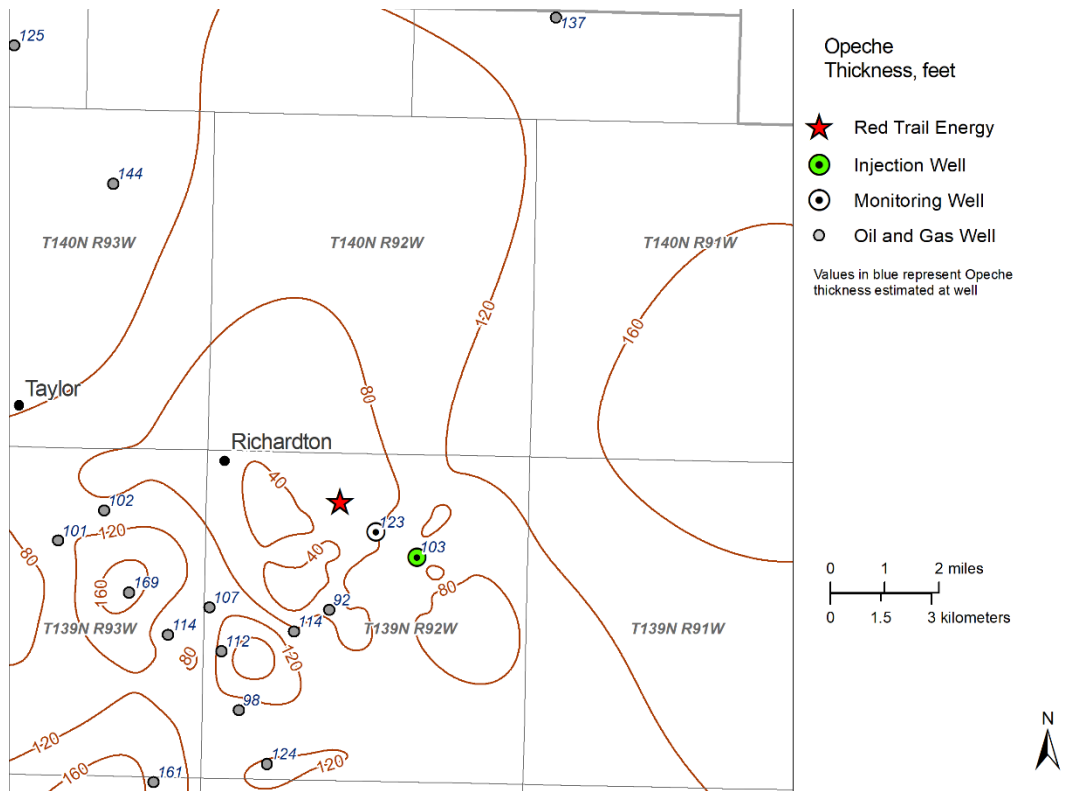 137
125
Opeche
Thickness, feet
Red Trail Energy
144
Injection Well
Monitoring Well
T140N R93W
T140N R92W
T140N R91W
Oil and Gas Well
Values in blue represent Opeche
thickness estimated at well
120
160
Taylor
80
Richardton
40
102
123
101
120
103
80
40
0 1 2 miles
160
169
80
0 1.5 3 kilometers
107
92
T139N R93W
114
114
T139N R92W
T139N R91W
112
80
120
98
N
120
124
120
160
161